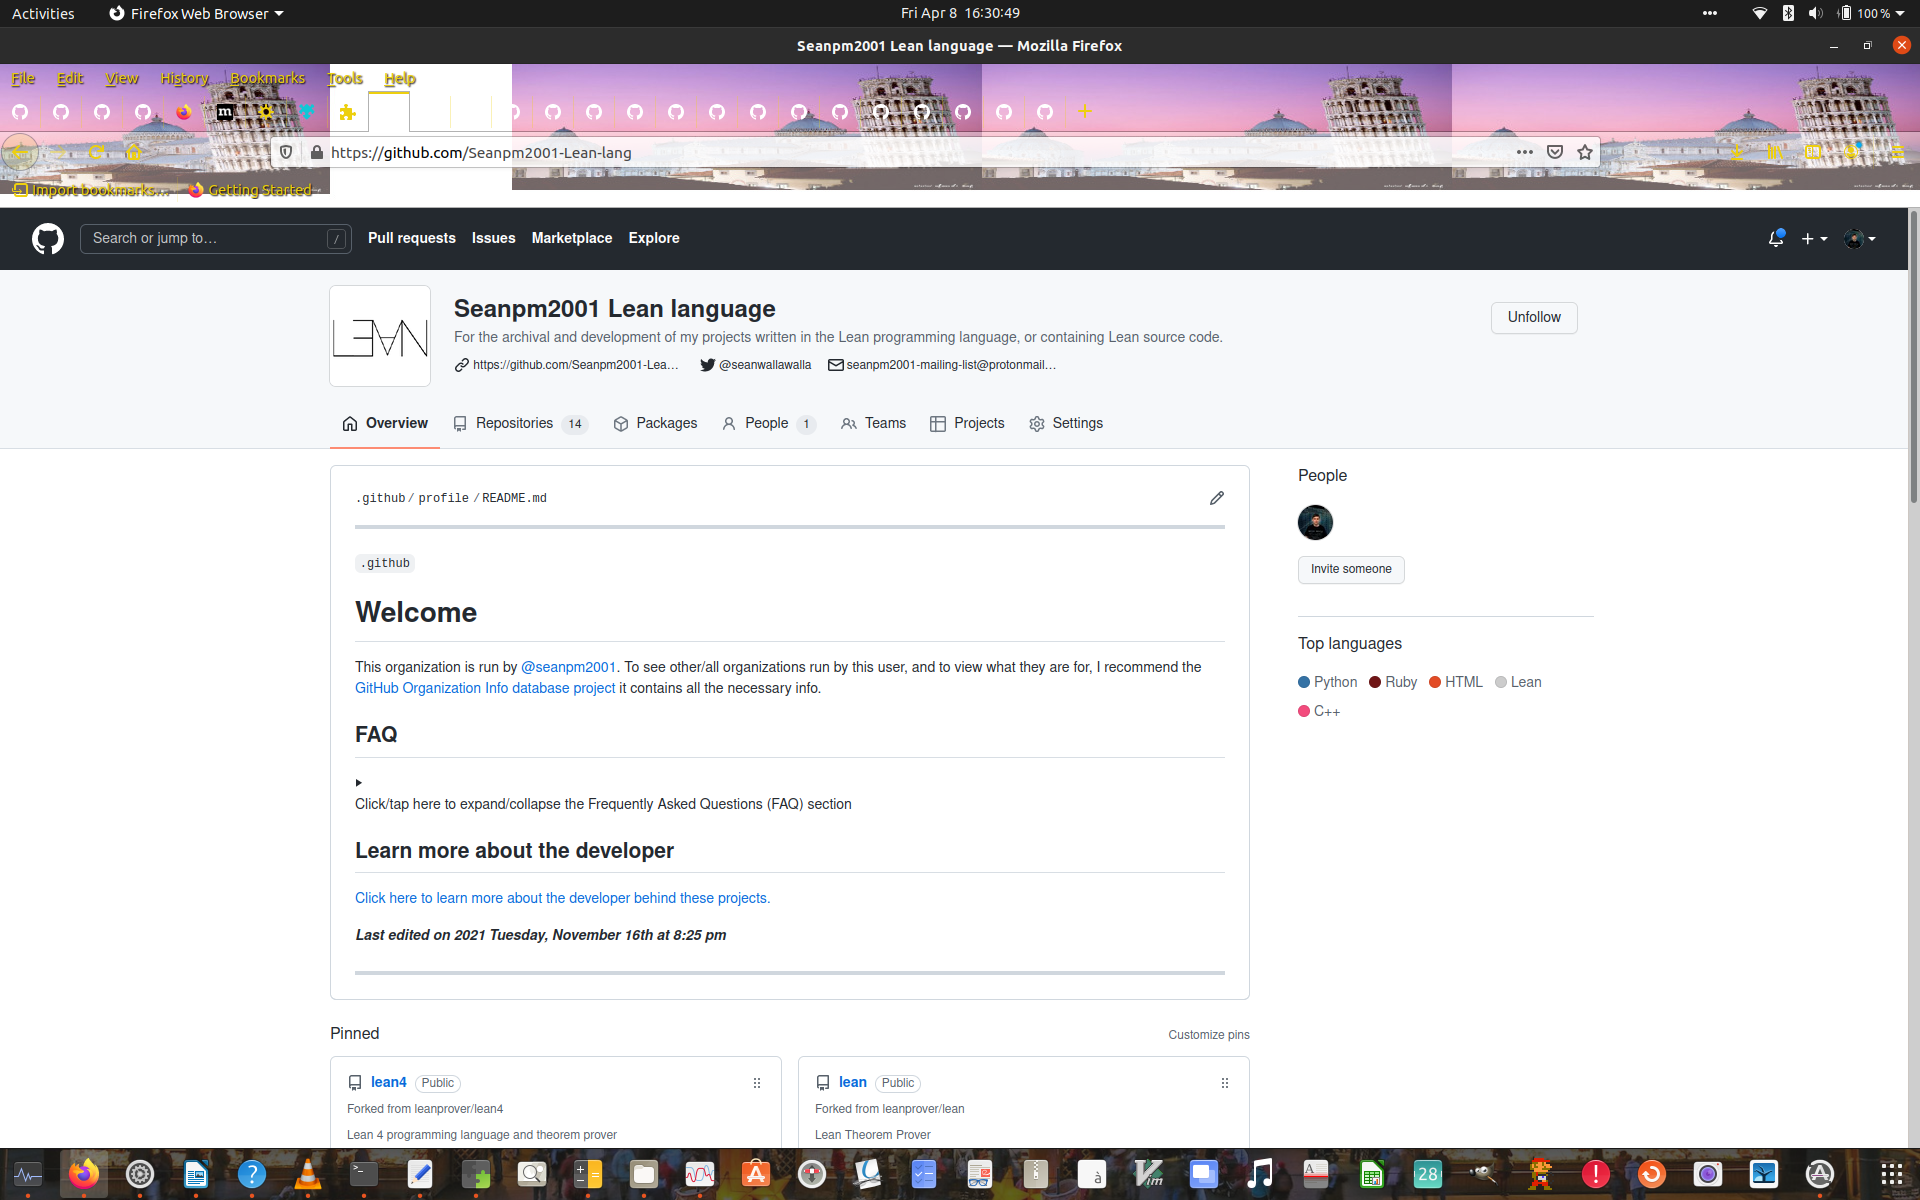 Activities Firefox Web Browser Fri Apr 8 16:30:49 100 %
Seanpm2001 Lean language — Mozilla Firefox
File Edit View History Bookmarks Tools Help
https://github.com/Seanpm2001-Lean-lang
Import bookmarks... Getting Started
Search or jump to… / Pull requests Issues Marketplace Explore
LEAN
Seanpm2001 Lean language
Unfollow
For the archival and development of my projects written in the Lean programming language, or containing Lean source code.
https://github.com/Seanpm2001-Lea… @seanwallawalla seanpm2001-mailing-list@protonmail…
Overview Repositories 14 Packages People 1 Teams Projects Settings
.github / profile / README.md
.github
Welcome
This organization is run by @seanpm2001. To see other/all organizations run by this user, and to view what they are for, I recommend the
GitHub Organization Info database project it contains all the necessary info.
FAQ
Click/tap here to expand/collapse the Frequently Asked Questions (FAQ) section
Learn more about the developer
Click here to learn more about the developer behind these projects.
Last edited on 2021 Tuesday, November 16th at 8:25 pm
People
Invite someone
Top languages
Python Ruby HTML Lean
C++
Pinned Customize pins
lean4 Public
Forked from leanprover/lean4
Lean 4 programming language and theorem prover
lean Public
Forked from leanprover/lean
Lean Theorem Prover
28